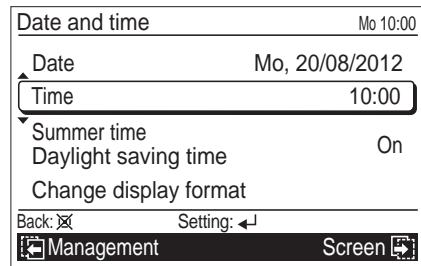 Date and time Mo 10:00
Date Mo, 20/08/2012
Time 10:00
Summer time
Daylight saving time On
Change display format
Back: Setting:
Management Screen